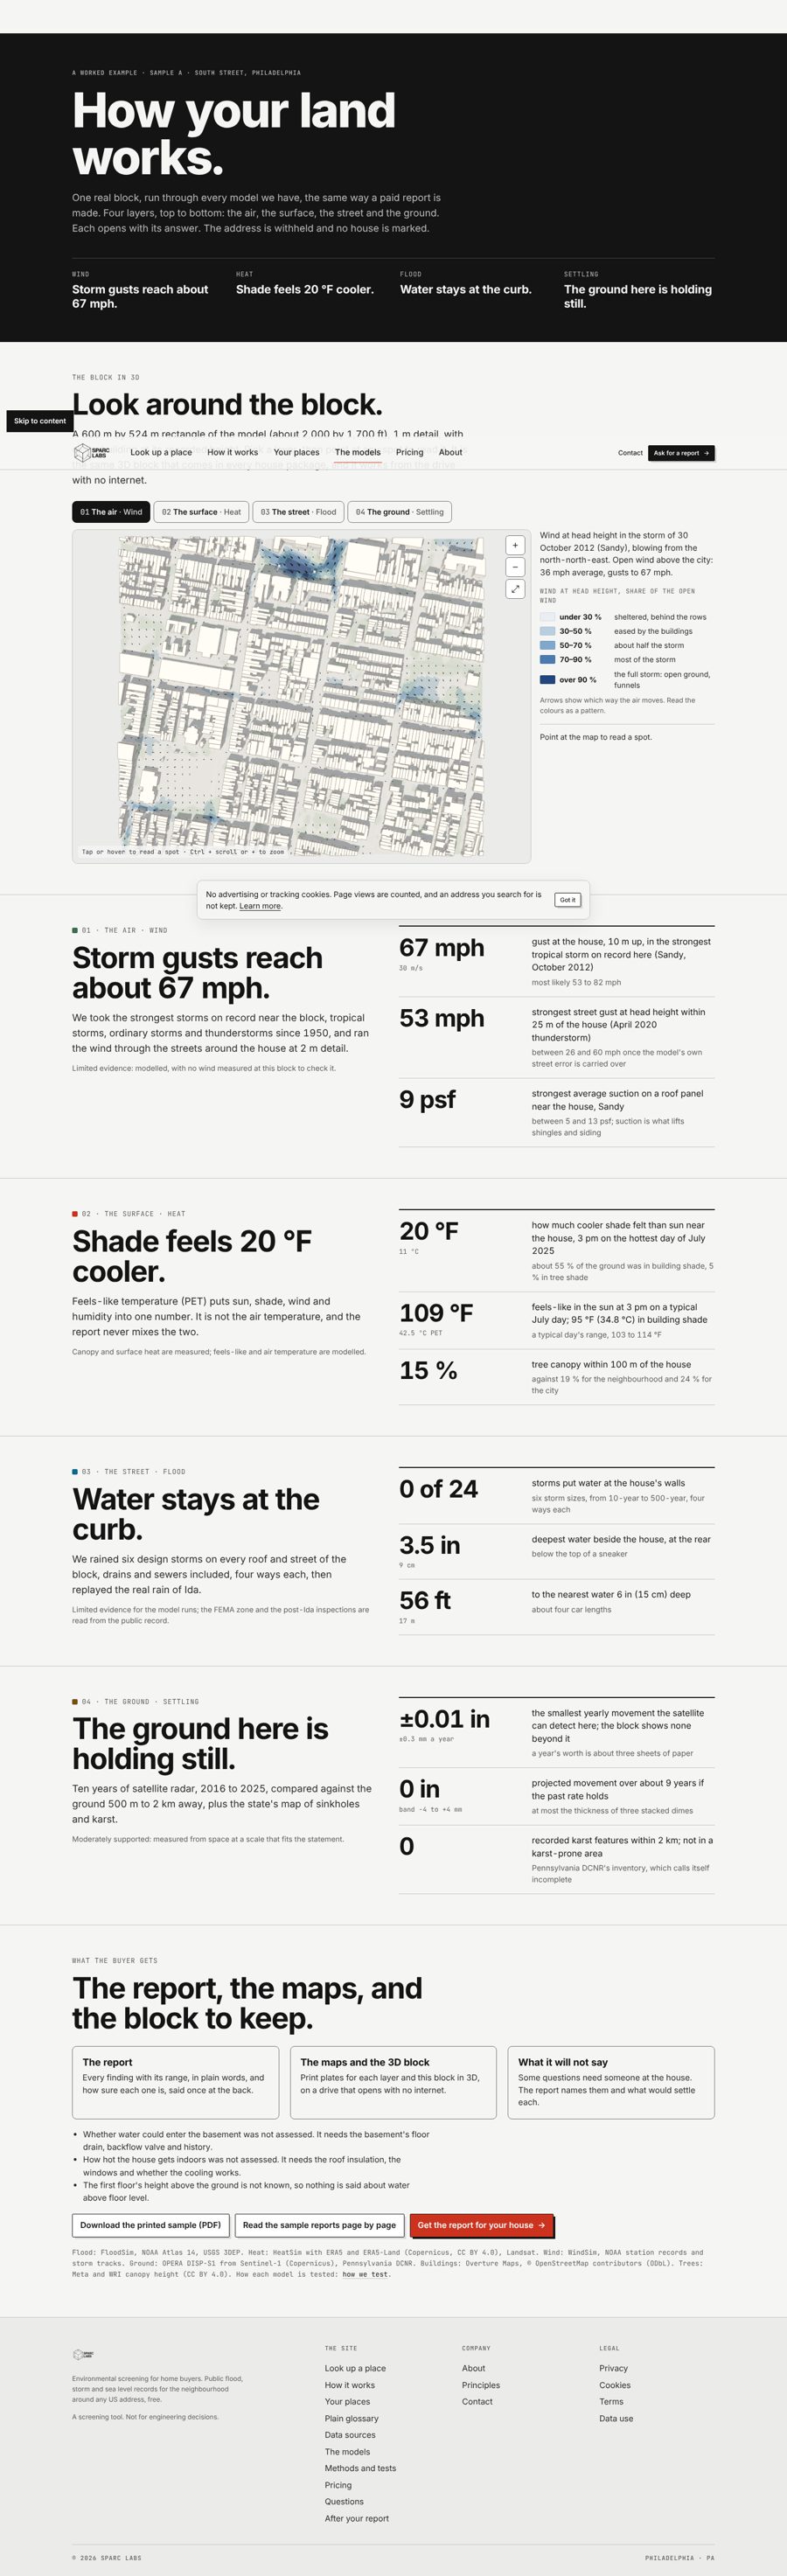 A WORKED EXAMPLE · SAMPLE A · SOUTH STREET, PHILADELPHIA
How your land
works.
One real block, run through every model we have, the same way a paid report is
made. Four layers, top to bottom: the air, the surface, the street and the ground.
Each opens with its answer. The address is withheld and no house is marked.
WIND
Storm gusts reach about
67 mph.
HEAT
Shade feels 20 °F cooler.
FLOOD
Water stays at the curb.
SETTLING
The ground here is holding
still.
THE BLOCK IN 3D
Look around the block.
Skip to content
A 600 m by 524 m rectangle of the model (about 2,000 by 1,700 ft), 1 m detail, with
SPARC
LABS
Look up a place
How it works
Your places
The models
Pricing
About
Contact
Ask for a report →
the same 3D block that comes in every house package, and it works from the drive
with no internet.
01 The air · Wind
02 The surface · Heat
03 The street · Flood
04 The ground · Settling
+
−
Tap or hover to read a spot · Ctrl + scroll or + to zoom
Wind at head height in the storm of 30
October 2012 (Sandy), blowing from the
north-north-east. Open wind above the city:
36 mph average, gusts to 67 mph.
WIND AT HEAD HEIGHT, SHARE OF THE OPEN
WIND
under 30 % sheltered, behind the rows
30–50 % eased by the buildings
50–70 % about half the storm
70–90 % most of the storm
over 90 % the full storm: open ground,
funnels
Arrows show which way the air moves. Read the
colours as a pattern.
Point at the map to read a spot.
No advertising or tracking cookies. Page views are counted, and an address you search for is
not kept. Learn more.
Got it
01 · THE AIR · WIND
Storm gusts reach
about 67 mph.
We took the strongest storms on record near the block, tropical
storms, ordinary storms and thunderstorms since 1950, and ran
the wind through the streets around the house at 2 m detail.
Limited evidence: modelled, with no wind measured at this block to check it.
67 mph
30 m/s
gust at the house, 10 m up, in the strongest
tropical storm on record here (Sandy,
October 2012)
most likely 53 to 82 mph
53 mph
strongest street gust at head height within
25 m of the house (April 2020
thunderstorm)
between 26 and 60 mph once the model's own
street error is carried over
9 psf
strongest average suction on a roof panel
near the house, Sandy
between 5 and 13 psf; suction is what lifts
shingles and siding
02 · THE SURFACE · HEAT
Shade feels 20 °F
cooler.
Feels-like temperature (PET) puts sun, shade, wind and
humidity into one number. It is not the air temperature, and the
report never mixes the two.
Canopy and surface heat are measured; feels-like and air temperature are modelled.
20 °F
11 °C
how much cooler shade felt than sun near
the house, 3 pm on the hottest day of July
2025
about 55 % of the ground was in building shade, 5
% in tree shade
109 °F
42.5 °C PET
feels-like in the sun at 3 pm on a typical
July day; 95 °F (34.8 °C) in building shade
a typical day's range, 103 to 114 °F
15 %
tree canopy within 100 m of the house
against 19 % for the neighbourhood and 24 % for
the city
03 · THE STREET · FLOOD
Water stays at the
curb.
We rained six design storms on every roof and street of the
block, drains and sewers included, four ways each, then
replayed the real rain of Ida.
Limited evidence for the model runs; the FEMA zone and the post-Ida inspections are
read from the public record.
0 of 24
storms put water at the house's walls
six storm sizes, from 10-year to 500-year, four
ways each
3.5 in
9 cm
deepest water beside the house, at the rear
below the top of a sneaker
56 ft
17 m
to the nearest water 6 in (15 cm) deep
about four car lengths
04 · THE GROUND · SETTLING
The ground here is
holding still.
Ten years of satellite radar, 2016 to 2025, compared against the
ground 500 m to 2 km away, plus the state's map of sinkholes
and karst.
Moderately supported: measured from space at a scale that fits the statement.
±0.01 in
±0.3 mm a year
the smallest yearly movement the satellite
can detect here; the block shows none
beyond it
a year's worth is about three sheets of paper
0 in
band -4 to +4 mm
projected movement over about 9 years if
the past rate holds
at most the thickness of three stacked dimes
0
recorded karst features within 2 km; not in a
karst-prone area
Pennsylvania DCNR's inventory, which calls itself
incomplete
WHAT THE BUYER GETS
The report, the maps, and
the block to keep.
The report
Every finding with its range, in plain words, and
how sure each one is, said once at the back.
The maps and the 3D block
Print plates for each layer and this block in 3D,
on a drive that opens with no internet.
What it will not say
Some questions need someone at the house.
The report names them and what would settle
each.
• Whether water could enter the basement was not assessed. It needs the basement's floor
drain, backflow valve and history.
• How hot the house gets indoors was not assessed. It needs the roof insulation, the
windows and whether the cooling works.
• The first floor's height above the ground is not known, so nothing is said about water
above floor level.
Download the printed sample (PDF)
Read the sample reports page by page
Get the report for your house →
Flood: FloodSim, NOAA Atlas 14, USGS 3DEP. Heat: HeatSim with ERA5 and ERA5-Land (Copernicus, CC BY 4.0), Landsat. Wind: WindSim, NOAA station records and
storm tracks. Ground: OPERA DISP-S1 from Sentinel-1 (Copernicus), Pennsylvania DCNR. Buildings: Overture Maps, © OpenStreetMap contributors (ODbL). Trees:
Meta and WRI canopy height (CC BY 4.0). How each model is tested: how we test.
SPARC
LABS
Environmental screening for home buyers. Public flood,
storm and sea level records for the neighbourhood
around any US address, free.
A screening tool. Not for engineering decisions.
THE SITE
Look up a place
How it works
Your places
Plain glossary
Data sources
The models
Methods and tests
Pricing
Questions
After your report
COMPANY
About
Principles
Contact
LEGAL
Privacy
Cookies
Terms
Data use
© 2026 SPARC LABS
PHILADELPHIA · PA